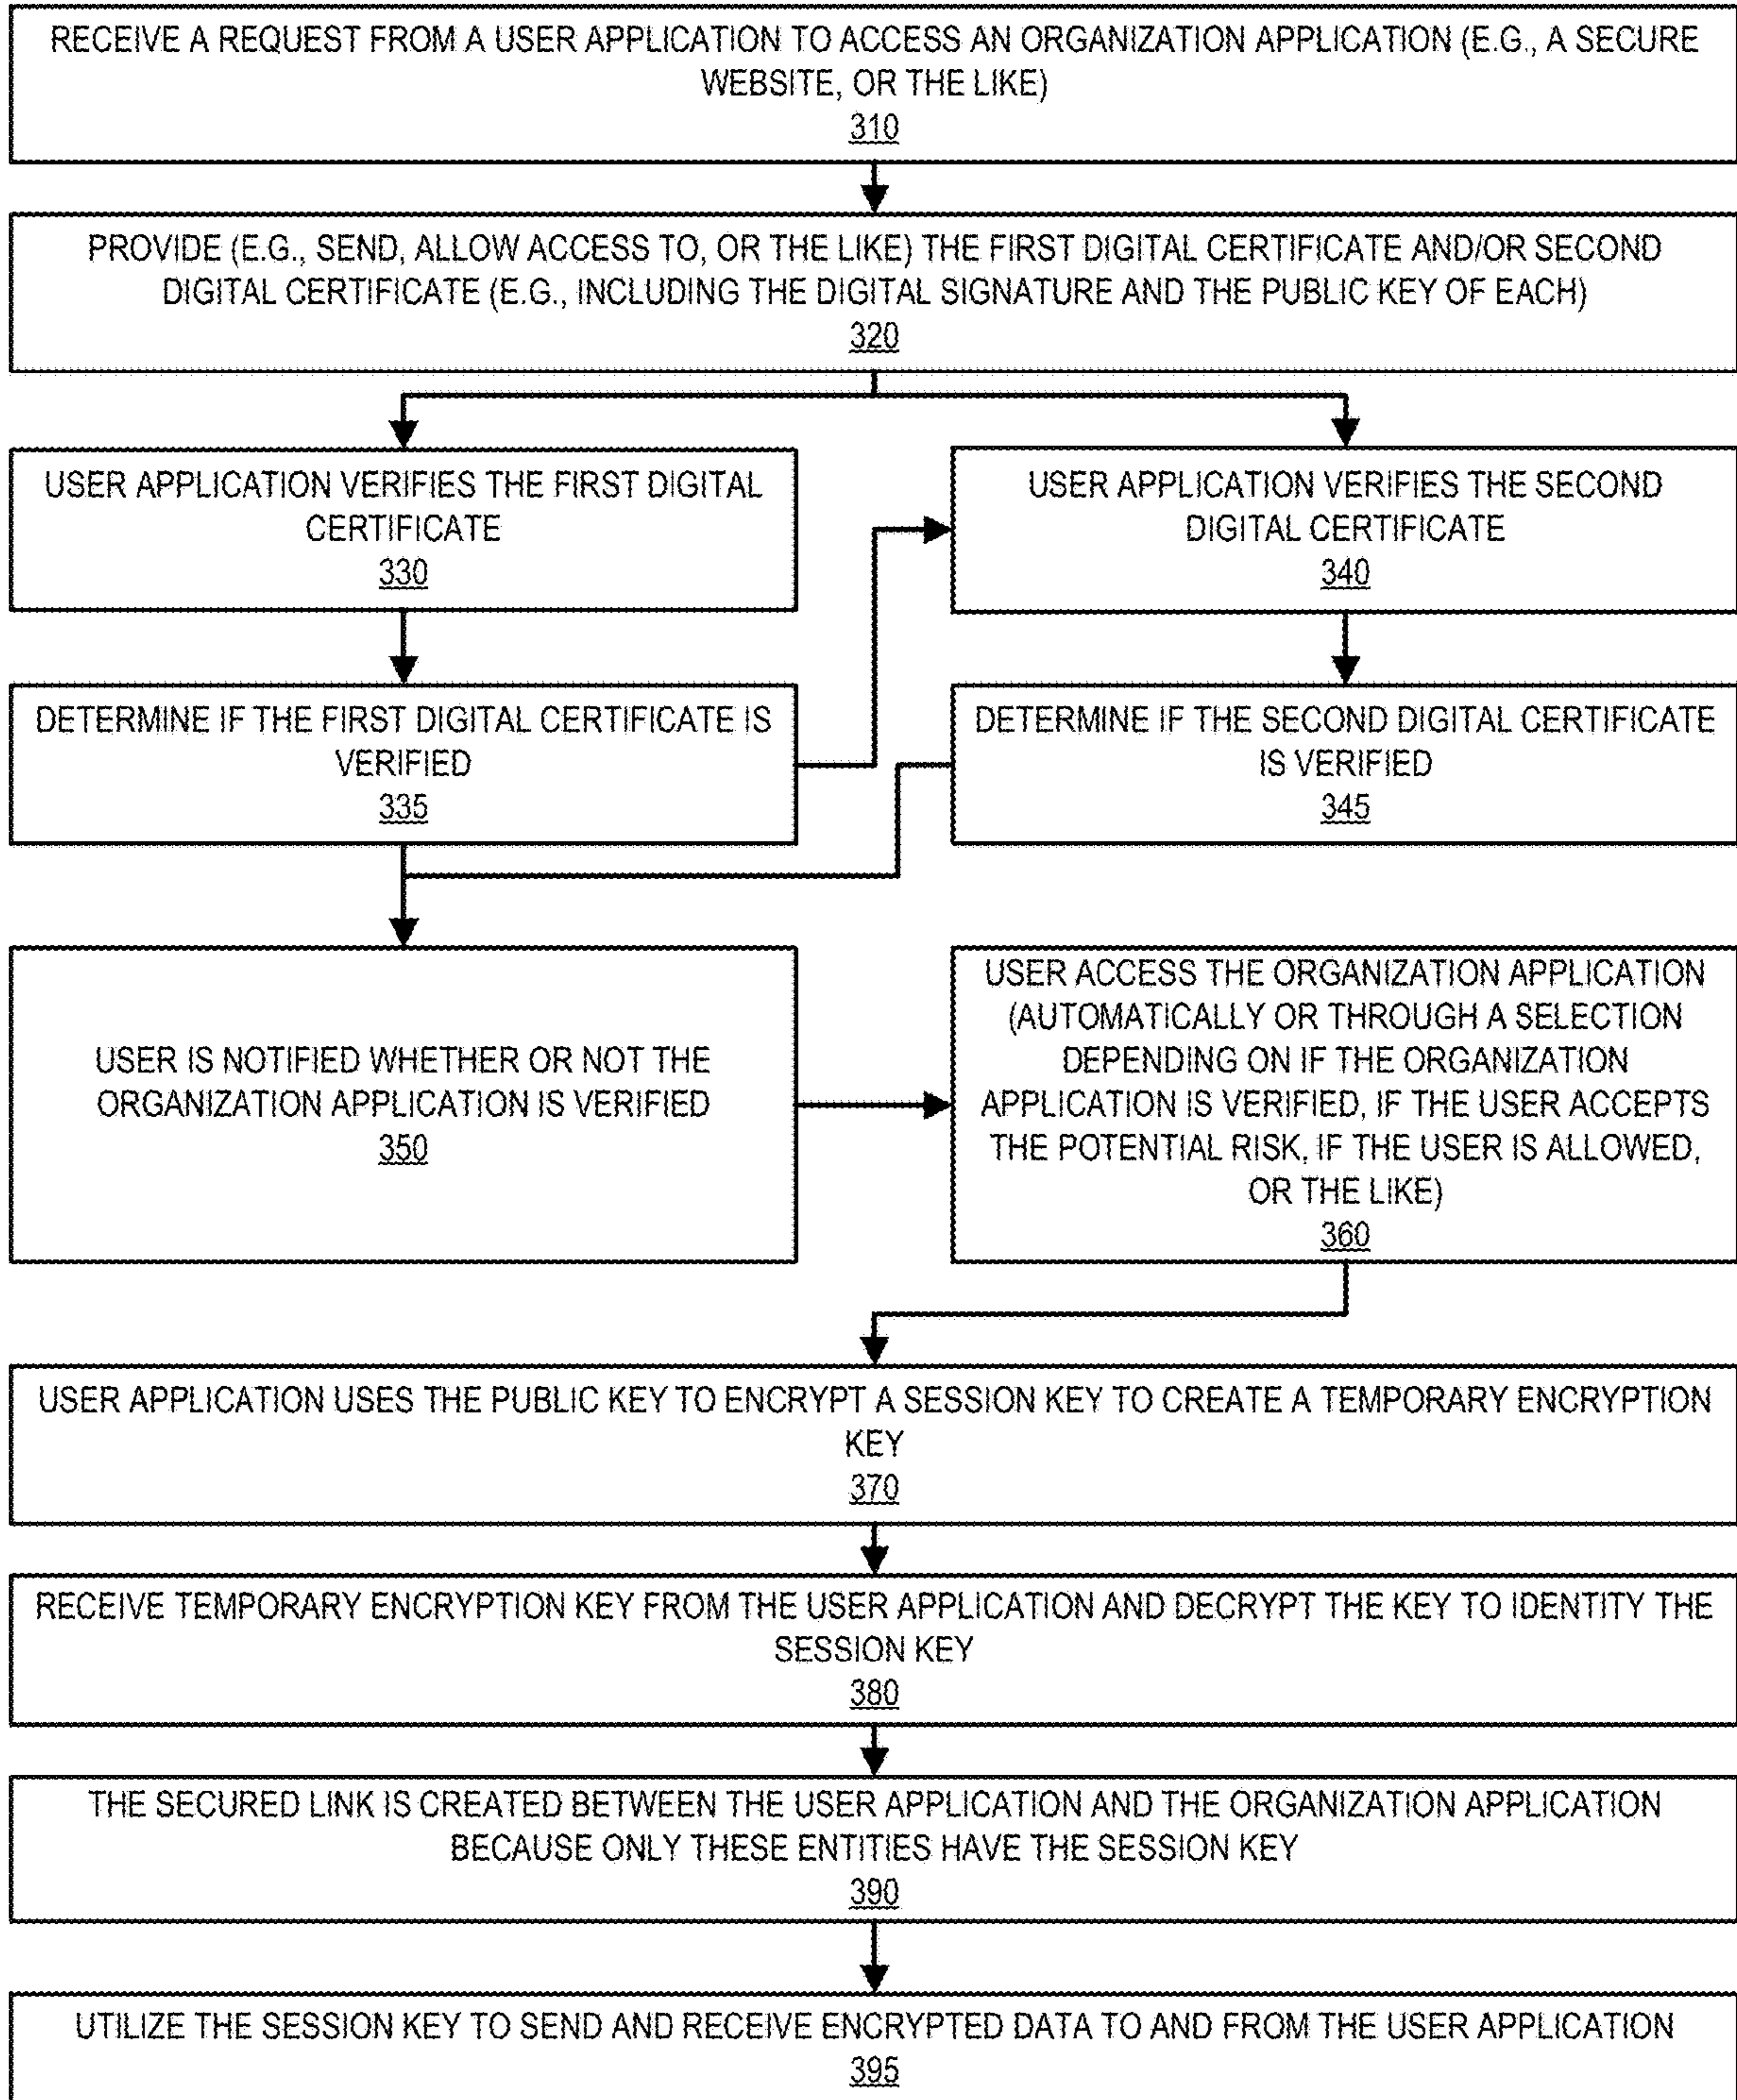 RECEIVE A REQUEST FROM A USER APPLICATION TO ACCESS AN ORGANIZATION APPLICATION (E.G., A SECURE
WEBSITE, OR THE LIKE)
310
PROVIDE (E.G., SEND, ALLOW ACCESS TO, OR THE LIKE) THE FIRST DIGITAL CERTIFICATE AND/OR SECOND
DIGITAL CERTIFICATE (E.G., INCLUDING THE DIGITAL SIGNATURE AND THE PUBLIC KEY OF EACH)
320
USER APPLICATION VERIFIES THE FIRST DIGITAL
CERTIFICATE
330
USER APPLICATION VERIFIES THE SECOND
DIGITAL CERTIFICATE
340
DETERMINE IF THE FIRST DIGITAL CERTIFICATE IS
VERIFIED
335
DETERMINE IF THE SECOND DIGITAL CERTIFICATE
IS VERIFIED
345
USER IS NOTIFIED WHETHER OR NOT THE
ORGANIZATION APPLICATION IS VERIFIED
350
USER ACCESS THE ORGANIZATION APPLICATION
(AUTOMATICALLY OR THROUGH A SELECTION
DEPENDING ON IF THE ORGANIZATION
APPLICATION IS VERIFIED, IF THE USER ACCEPTS
THE POTENTIAL RISK, IF THE USER IS ALLOWED,
OR THE LIKE)
360
USER APPLICATION USES THE PUBLIC KEY TO ENCRYPT A SESSION KEY TO CREATE A TEMPORARY ENCRYPTION
KEY
370
RECEIVE TEMPORARY ENCRYPTION KEY FROM THE USER APPLICATION AND DECRYPT THE KEY TO IDENTITY THE
SESSION KEY
380
THE SECURED LINK IS CREATED BETWEEN THE USER APPLICATION AND THE ORGANIZATION APPLICATION
BECAUSE ONLY THESE ENTITIES HAVE THE SESSION KEY
390
UTILIZE THE SESSION KEY TO SEND AND RECEIVE ENCRYPTED DATA TO AND FROM THE USER APPLICATION
395